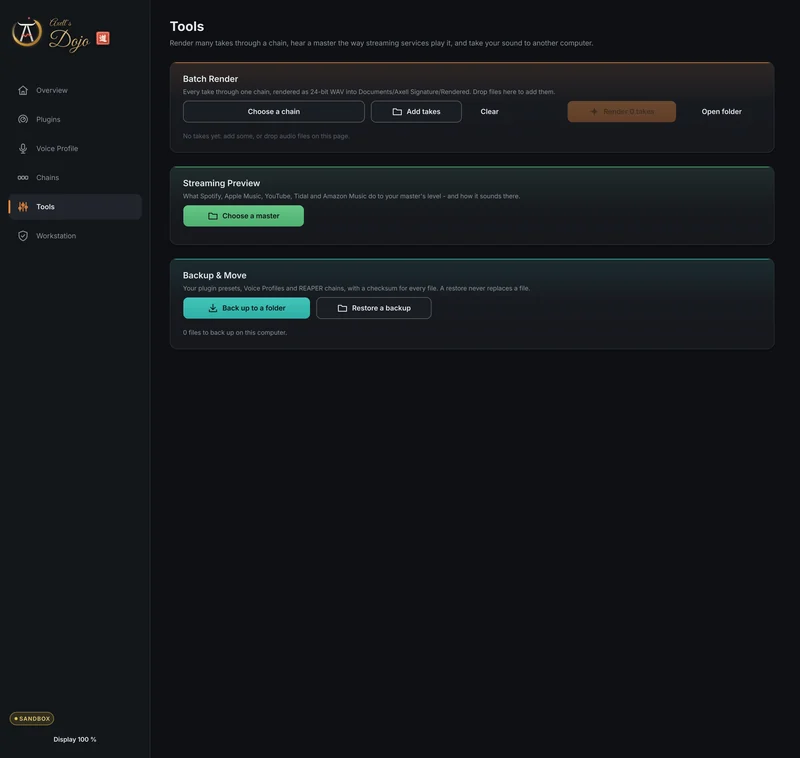 Axell's
Dojo
道
Overview
Plugins
Voice Profile
Chains
Tools
Workstation
SANDBOX
Display 100 %
Tools
Render many takes through a chain, hear a master the way streaming services play it, and take your sound to another computer.
Batch Render
Every take through one chain, rendered as 24-bit WAV into Documents/Axell Signature/Rendered. Drop files here to add them.
Choose a chain
Add takes
Clear
Render 0 takes
Open folder
No takes yet: add some, or drop audio files on this page.
Streaming Preview
What Spotify, Apple Music, YouTube, Tidal and Amazon Music do to your master's level - and how it sounds there.
Choose a master
Backup & Move
Your plugin presets, Voice Profiles and REAPER chains, with a checksum for every file. A restore never replaces a file.
Back up to a folder
Restore a backup
0 files to back up on this computer.